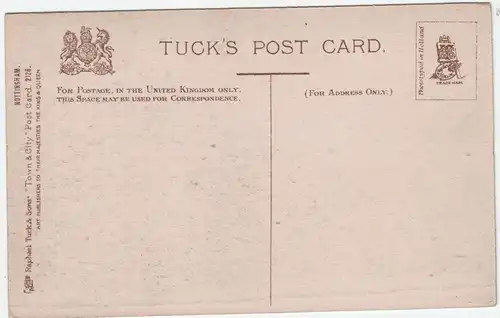 TUCK'S POST CARD.
FOR POSTAGE, IN THE UNITED KINGDOM ONLY,
THIS SPACE MAY BE USED FOR CORRESPONDENCE.
(FOR ADDRESS ONLY.)
in Holland
TRADE MARK
NOTTINGHAM.
Raphael Tuck & Sons' "Town & City" Post Card. 2128.
ART PUBLISHERS TO THEIR MAJESTIES THE KING & QUEEN.